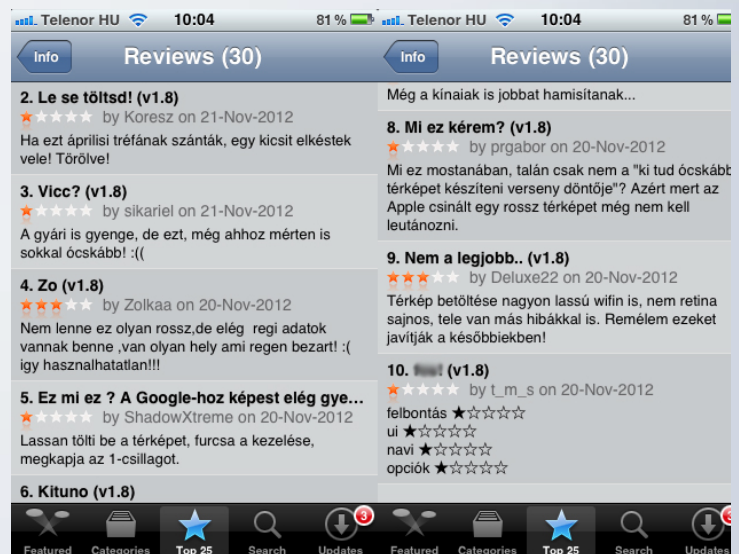 Telenor HU 10:04 81 %
Info Reviews (30)
2. Le se töltsd! (v1.8)
by Koresz on 21-Nov-2012
Ha ezt áprilisi tréfának szánták, egy kicsit elkéstek
vele! Törölve!
3. Vicc? (v1.8)
by sikariel on 21-Nov-2012
A gyári is gyenge, de ezt, még ahhoz mérten is
sokkal ócskább! :((
4. Zo (v1.8)
by Zolkaa on 20-Nov-2012
Nem lenne ez olyan rossz,de elég regi adatok
vannak benne ,van olyan hely ami regen bezart! :(
igy hasznalhatatlan!!!
5. Ez mi ez ? A Google-hoz képest elég gye...
by ShadowXtreme on 20-Nov-2012
Lassan tölti be a térképet, furcsa a kezelése,
megkapja az 1-csillagot.
6. Kituno (v1.8)
Featured Categories Top 25 Search Updates
3
Telenor HU 10:04 81 %
Info Reviews (30)
Még a kínaiak is jobbat hamisítanak...
8. Mi ez kérem? (v1.8)
by prgabor on 20-Nov-2012
Mi ez mostanában, talán csak nem a "ki tud ócskább
térképet készíteni verseny döntője"? Azért mert az
Apple csinált egy rossz térképet még nem kell
leutánozni.
9. Nem a legjobb.. (v1.8)
by Deluxe22 on 20-Nov-2012
Térkép betöltése nagyon lassú wifin is, nem retina
sajnos, tele van más hibákkal is. Remélem ezeket
javítják a későbbiekben!
10. (v1.8)
by t_m_s on 20-Nov-2012
felbontás ★☆☆☆☆
ui ★☆☆☆☆
navi ★☆☆☆☆
opciók ★☆☆☆☆
Featured Categories Top 25 Search Updates
3